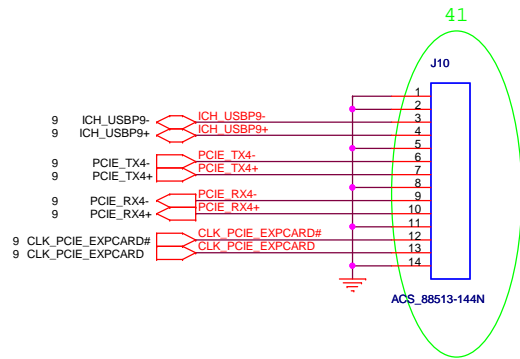 41
J10
1
2
9 ICH_USBP9- ICH_USBP9- 3
9 ICH_USBP9+ ICH_USBP9+ 4
5
9 PCIE_TX4- PCIE_TX4- 6
9 PCIE_TX4+ PCIE_TX4+ 7
8
9 PCIE_RX4- PCIE_RX4- 9
9 PCIE_RX4+ PCIE_RX4+ 10
11
9 CLK_PCIE_EXPCARD# CLK_PCIE_EXPCARD# 12
9 CLK_PCIE_EXPCARD CLK_PCIE_EXPCARD 13
14
ACS_88513-144N